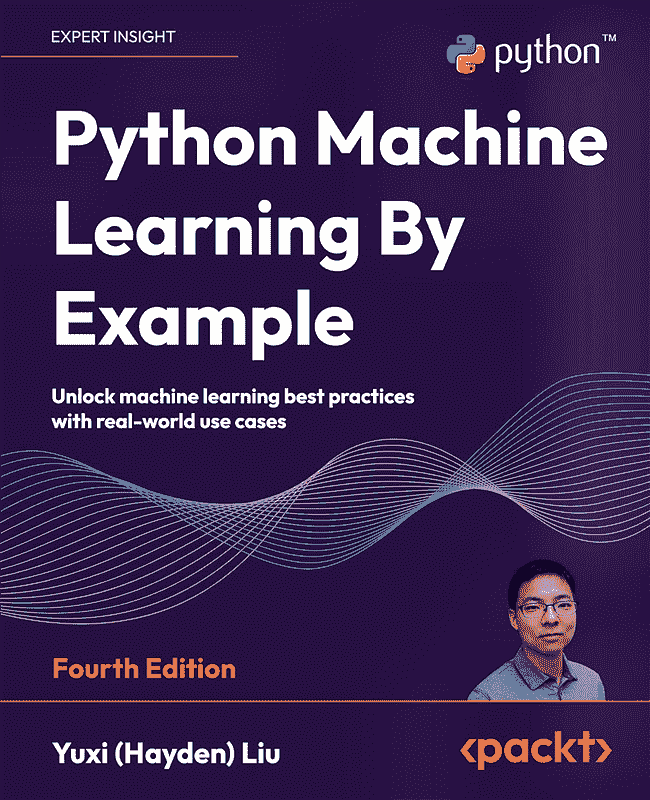 EXPERT INSIGHT
python™
Python Machine
Learning By
Example
Unlock machine learning best practices
with real-world use cases
Fourth Edition
Yuxi (Hayden) Liu
<packt>